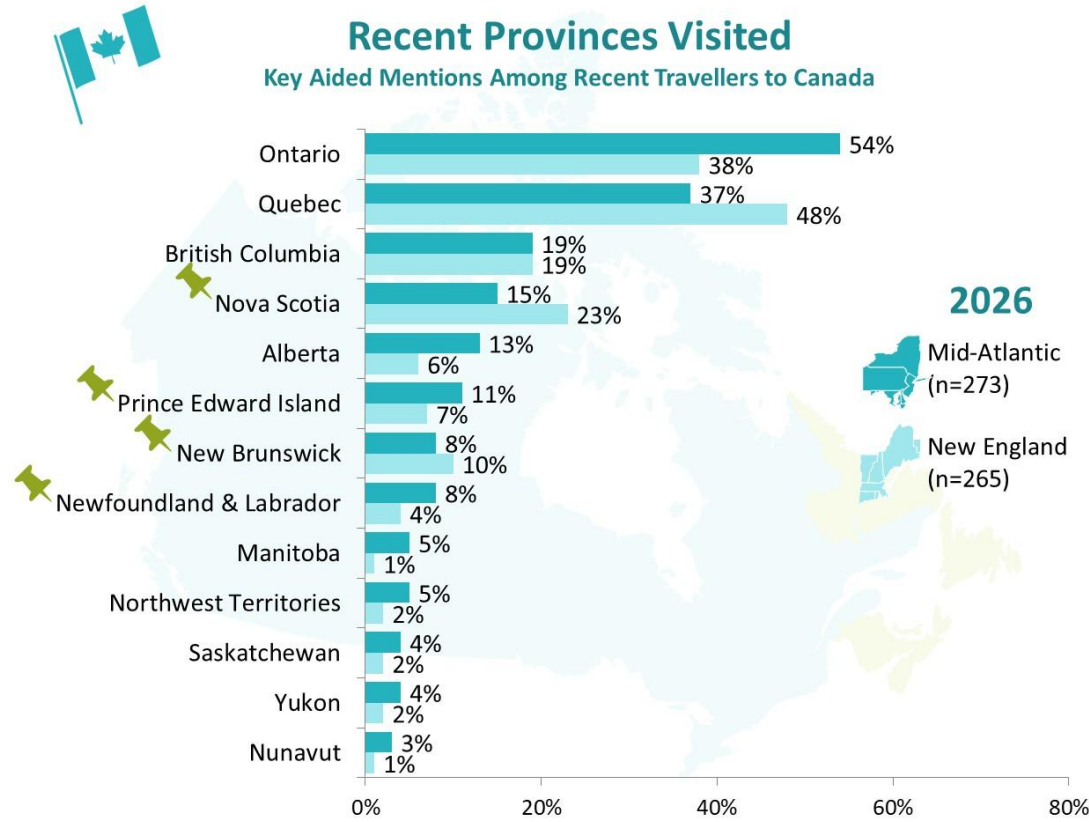 Recent Provinces Visited
Key Aided Mentions Among Recent Travellers to Canada
Ontario
54%
38%
Quebec
37%
48%
British Columbia
19%
19%
Nova Scotia
15%
23%
Alberta
13%
6%
Prince Edward Island
11%
7%
New Brunswick
8%
10%
Newfoundland & Labrador
8%
4%
Manitoba
5%
1%
Northwest Territories
5%
2%
Saskatchewan
4%
2%
Yukon
4%
2%
Nunavut
3%
1%
0%
20%
40%
60%
80%
2026
Mid-Atlantic
(n=273)
New England
(n=265)